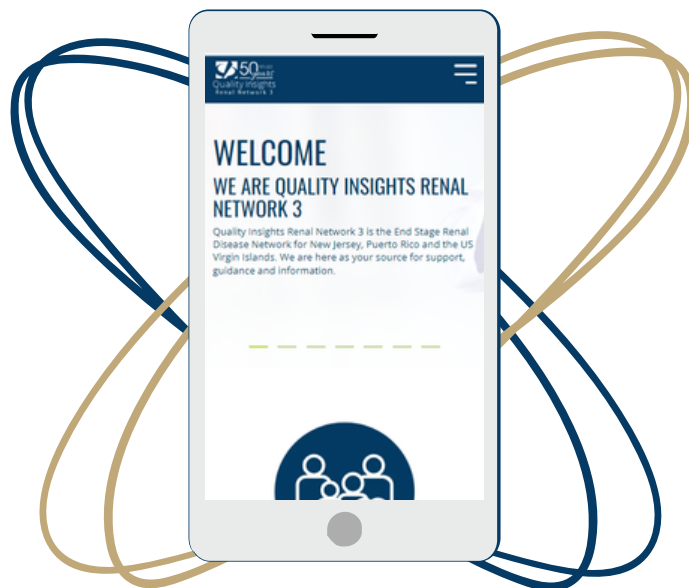 50
Quality Insights
Renal Network 3
WELCOME
WE ARE QUALITY INSIGHTS RENAL
NETWORK 3
Quality Insights Renal Network 3 is the End Stage Renal
Disease Network for New Jersey, Puerto Rico and the US
Virgin Islands. We are here as your source for support,
guidance and information.